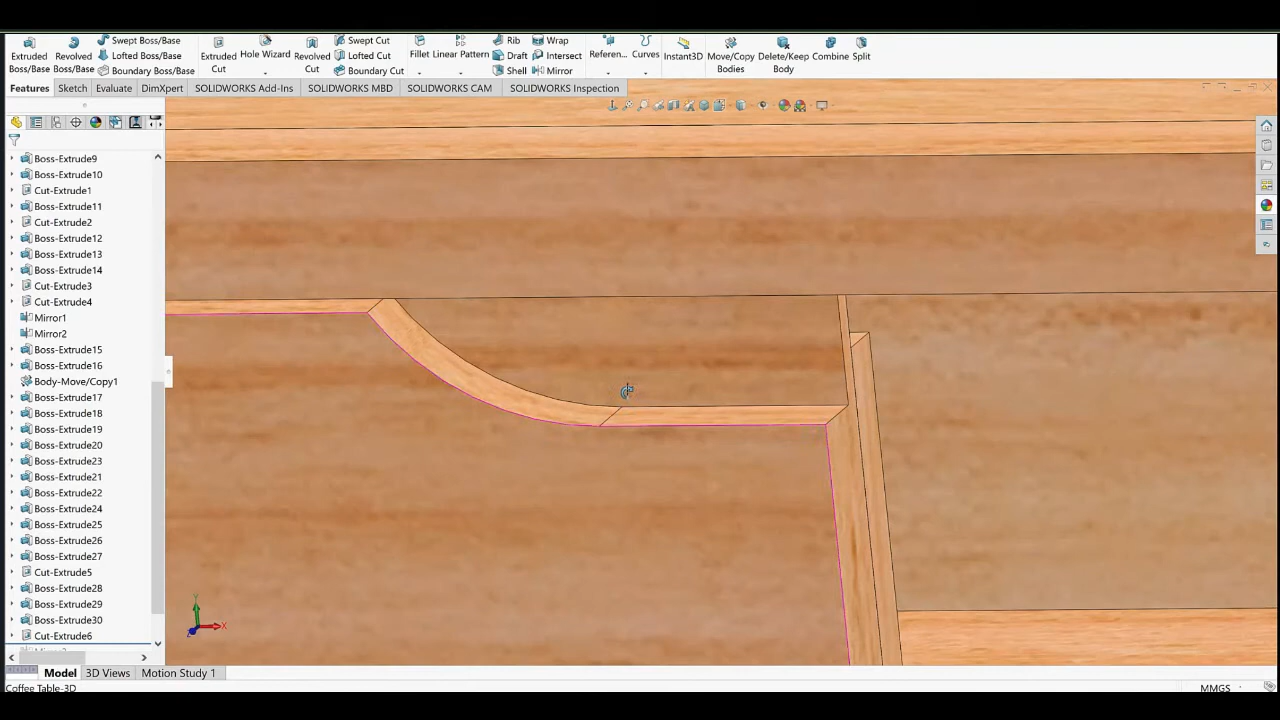 Extruded Boss/Base
Revolved Boss/Base
Swept Boss/Base
Lofted Boss/Base
Boundary Boss/Base
Extruded Cut
Hole Wizard
Revolved Cut
Swept Cut
Lofted Cut
Boundary Cut
Fillet
Linear Pattern
Rib
Draft
Shell
Wrap
Intersect
Mirror
Referen...
Curves
Instant3D
Move/Copy Bodies
Delete/Keep Body
Combine
Split
Features
Sketch
Evaluate
DimXpert
SOLIDWORKS Add-Ins
SOLIDWORKS MBD
SOLIDWORKS CAM
SOLIDWORKS Inspection
Boss-Extrude9
Boss-Extrude10
Cut-Extrude1
Boss-Extrude11
Cut-Extrude2
Boss-Extrude12
Boss-Extrude13
Boss-Extrude14
Cut-Extrude3
Cut-Extrude4
Mirror1
Mirror2
Boss-Extrude15
Boss-Extrude16
Body-Move/Copy1
Boss-Extrude17
Boss-Extrude18
Boss-Extrude19
Boss-Extrude20
Boss-Extrude23
Boss-Extrude21
Boss-Extrude22
Boss-Extrude24
Boss-Extrude25
Boss-Extrude26
Boss-Extrude27
Cut-Extrude5
Boss-Extrude28
Boss-Extrude29
Boss-Extrude30
Cut-Extrude6
Y
X
Z
Model
3D Views
Motion Study 1
Coffee Table-3D
MMGS